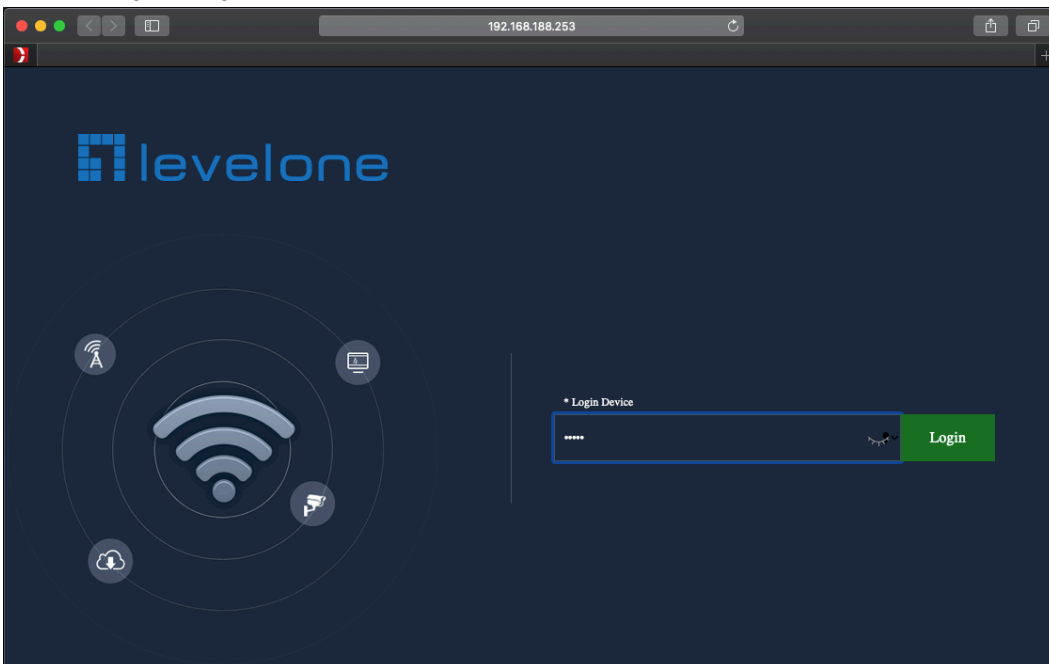 192.168.188.253
levelone
* Login Device
•••••
Login